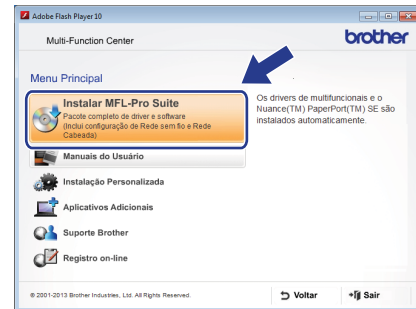 Adobe Flash Player 10
Multi-Function Center
brother
Menu Principal
Instalar MFL-Pro Suite
Pacote completo de driver e software
(Inclui configuração de Rede sem fio e Rede
Cabeada)
Os drivers de multifuncionais e o
Nuance(TM) PaperPort(TM) SE são
instalados automaticamente.
Manuais do Usuário
Instalação Personalizada
Aplicativos Adicionais
Suporte Brother
Registro on-line
© 2001-2013 Brother Industries, Ltd. All Rights Reserved.
Voltar
Sair